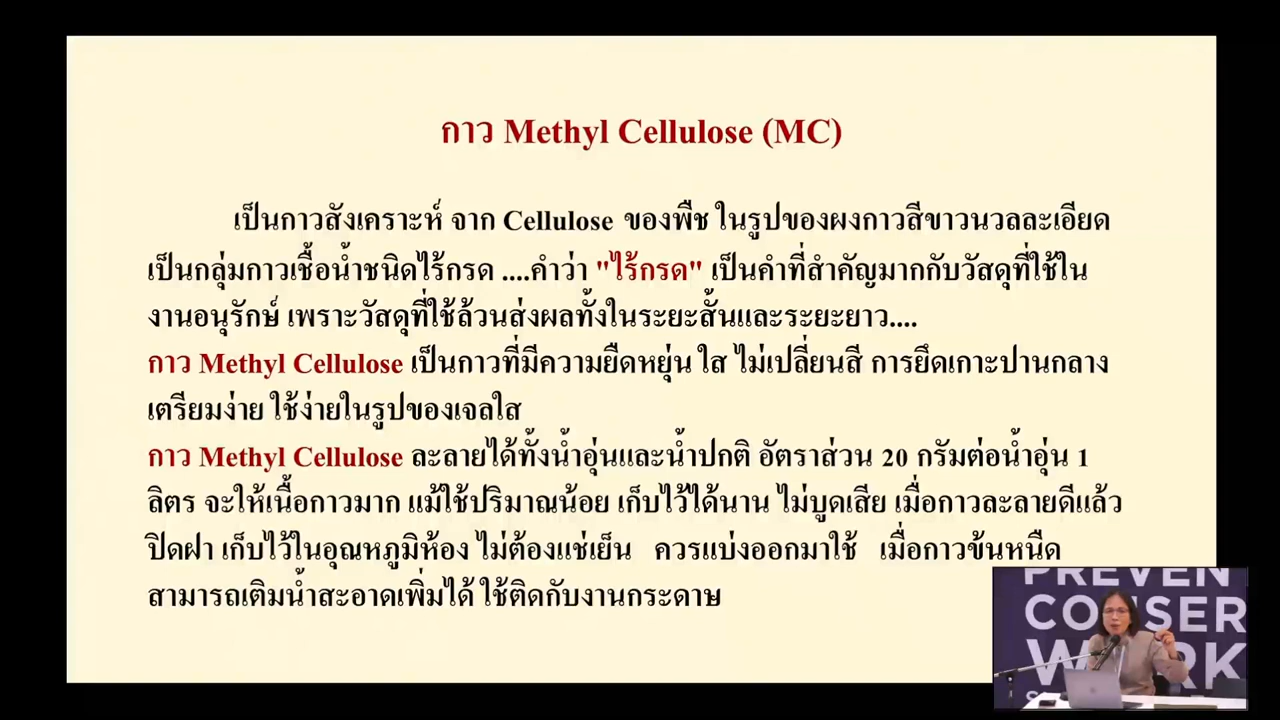 กาว Methyl Cellulose (MC)
เป็นกาวสังเคราะห์ จาก Cellulose ของพืช ในรูปของผงกาวสีขาวนวลละเอียด
เป็นกลุ่มกาวเชื้อน้ำชนิดไร้กรด ....คำว่า "ไร้กรด" เป็นคำที่สำคัญมากกับวัสดุที่ใช้ใน
งานอนุรักษ์ เพราะวัสดุที่ใช้ล้วนส่งผลทั้งในระยะสั้นและระยะยาว....
กาว Methyl Cellulose เป็นกาวที่มีความยืดหยุ่น ใส ไม่เปลี่ยนสี การยึดเกาะปานกลาง
เตรียมง่าย ใช้ง่ายในรูปของเจลใส
กาว Methyl Cellulose ละลายได้ทั้งน้ำอุ่นและน้ำปกติ อัตราส่วน 20 กรัมต่อน้ำอุ่น 1
ลิตร จะให้เนื้อกาวมาก แม้ใช้ปริมาณน้อย เก็บไว้ได้นาน ไม่บูดเสีย เมื่อกาวละลายดีแล้ว
ปิดฝา เก็บไว้ในอุณหภูมิห้อง ไม่ต้องแช่เย็น ควรแบ่งออกมาใช้ เมื่อกาวข้นหนืด
สามารถเติมน้ำสะอาดเพิ่มได้ ใช้ติดกับงานกระดาษ
PREVEN
CONSER